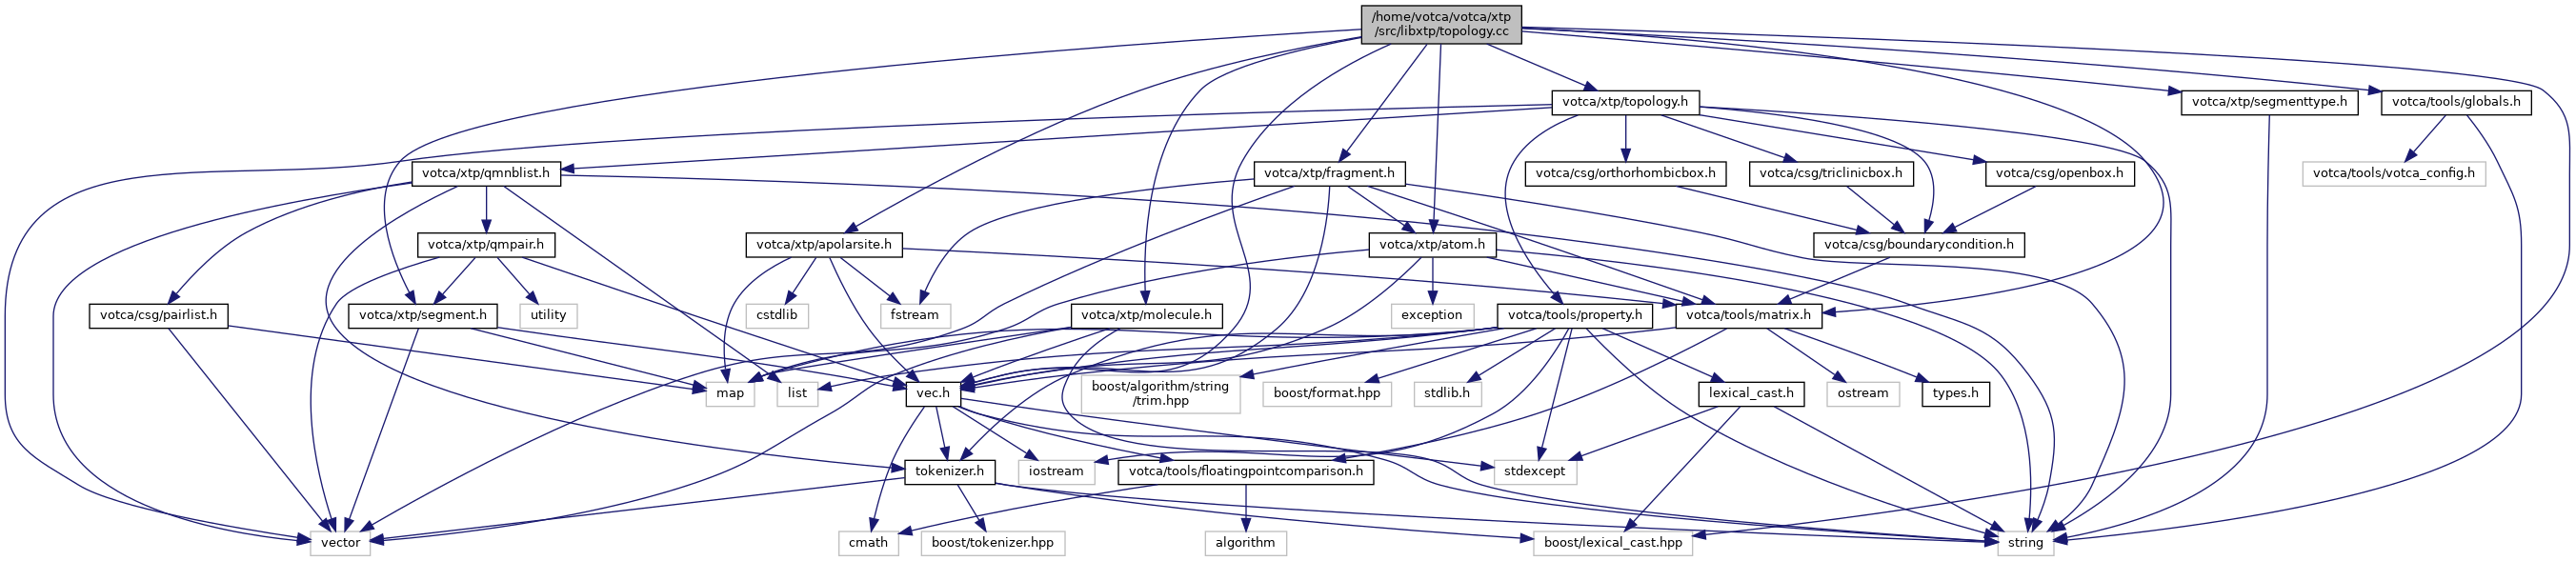 /home/votca/votca/xtp
/src/libxtp/topology.cc
votca/xtp/topology.h
votca/xtp/segmenttype.h
votca/tools/globals.h
votca/xtp/qmnblist.h
votca/xtp/fragment.h
votca/csg/orthorhombicbox.h
votca/csg/triclinicbox.h
votca/csg/openbox.h
votca/tools/votca_config.h
votca/xtp/qmpair.h
votca/xtp/apolarsite.h
votca/xtp/atom.h
votca/csg/boundarycondition.h
votca/csg/pairlist.h
votca/xtp/segment.h
utility
cstdlib
fstream
votca/xtp/molecule.h
exception
votca/tools/property.h
votca/tools/matrix.h
map
list
vec.h
boost/algorithm/string
/trim.hpp
boost/format.hpp
stdlib.h
lexical_cast.h
ostream
types.h
tokenizer.h
iostream
votca/tools/floatingpointcomparison.h
stdexcept
vector
cmath
boost/tokenizer.hpp
algorithm
boost/lexical_cast.hpp
string